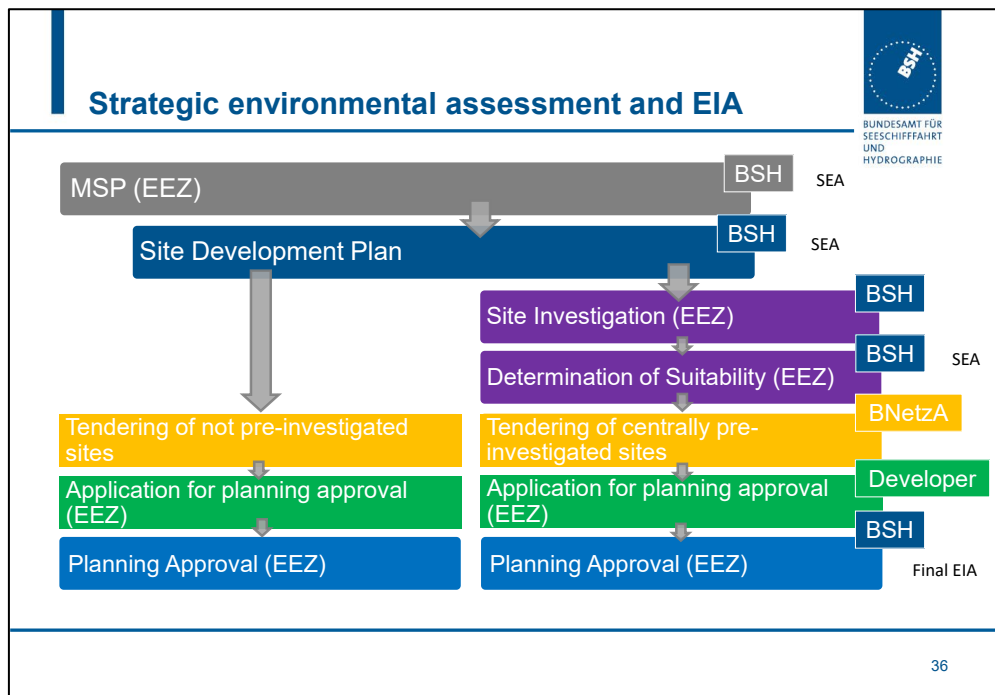 Strategic environmental assessment and EIA
BSH
BUNDESAMT FÜR
SEESCHIFFFAHRT
UND
HYDROGRAPHIE
MSP (EEZ)
BSH
SEA
Site Development Plan
BSH
SEA
Site Investigation (EEZ)
BSH
Determination of Suitability (EEZ)
BSH
SEA
Tendering of not pre-investigated
sites
Tendering of centrally pre-
investigated sites
BNetzA
Application for planning approval
(EEZ)
Application for planning approval
(EEZ)
Developer
Planning Approval (EEZ)
Planning Approval (EEZ)
BSH
Final EIA
36